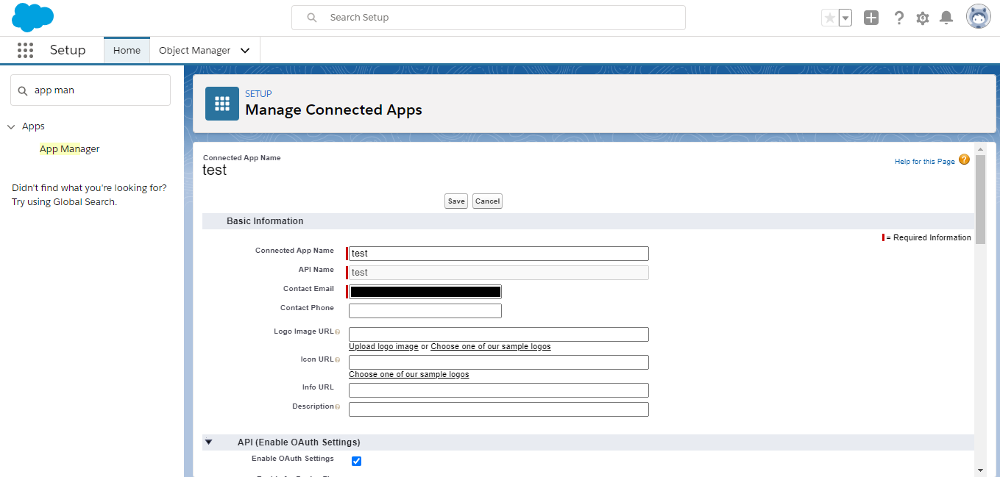 Search Setup
Setup
Home
Object Manager
app man
Apps
App Manager
Didn't find what you're looking for?
Try using Global Search.
SETUP
Manage Connected Apps
Connected App Name
test
Help for this Page ?
Save Cancel
Basic Information
= Required Information
Connected App Name test
API Name test
Contact Email
Contact Phone
Logo Image URL
Upload logo image or Choose one of our sample logos
Icon URL
Choose one of our sample logos
Info URL
Description
API (Enable OAuth Settings)
Enable OAuth Settings